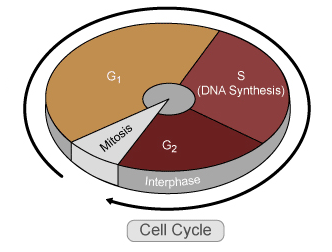 G₁
S
(DNA Synthesis)
Mitosis
G₂
Interphase
Cell Cycle